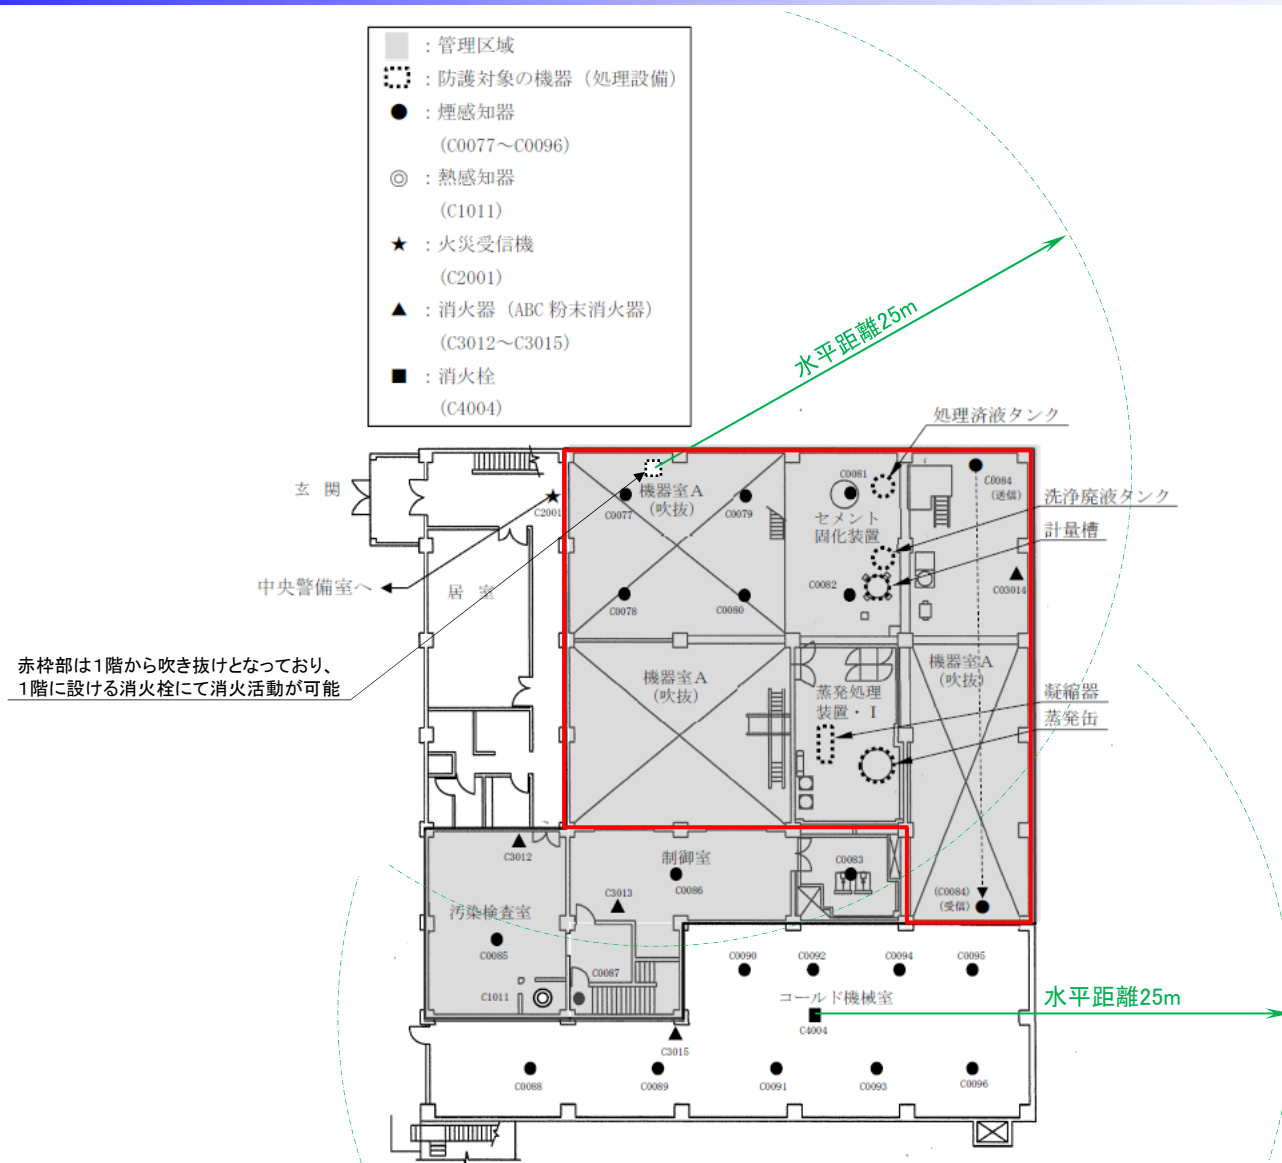 ：管理区域
：防護対象の機器（処理設備）
：煙感知器
(C0077～C0096)
：熱感知器
(C1011)
：火災受信機
(C2001)
：消火器（ABC 粉末消火器）
(C3012～C3015)
：消火栓
(C4004)
水平距離25m
処理済液タンク
玄 関
C2001
機器室A
(吹抜)
C0077
C0079
C0081
セメント
固化装置
C0084
(送信)
洗浄廃液タンク
計量槽
中央警備室へ
居 室
C0078
C0080
C0082
C03014
赤枠部は１階から吹き抜けとなっており、
１階に設ける消火栓にて消火活動が可能
機器室A
(吹抜)
蒸発処理
装置・Ⅰ
機器室A
(吹抜)
凝縮器
蒸発缶
C3012
制御室
C0086
C0083
C3013
(C0084)
(受信)
汚染検査室
C0085
C0087
C1011
C0090
C0092
C0094
C0095
コールド機械室
C4004
水平距離25m
C3015
C0088
C0089
C0091
C0093
C0096